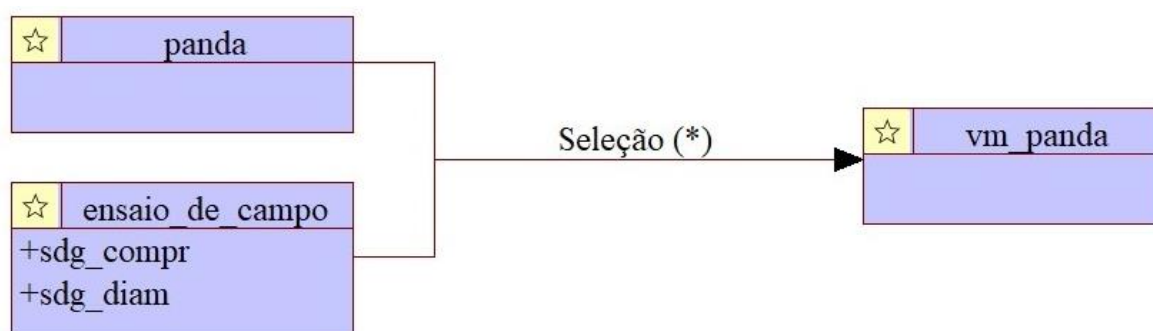 panda
Seleção (*)
vm_panda
ensaio_de_campo
+sdg_compr
+sdg_diam